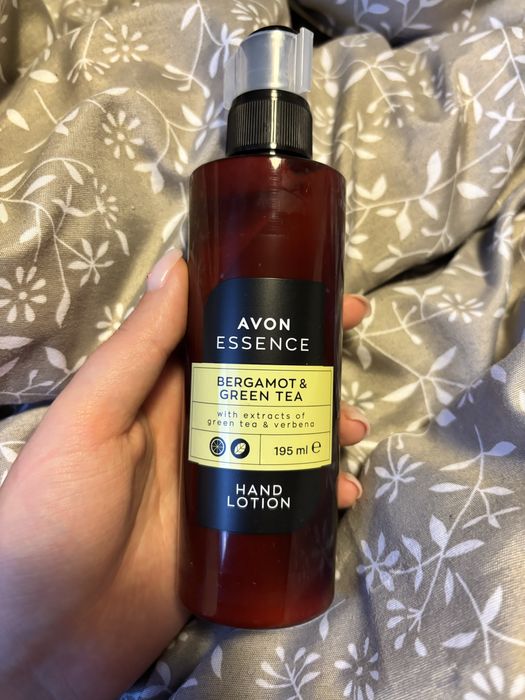 AVON
ESSENCE
BERGAMOT &
GREEN TEA
with extracts of
green tea & verbena
195 ml ℮
HAND
LOTION